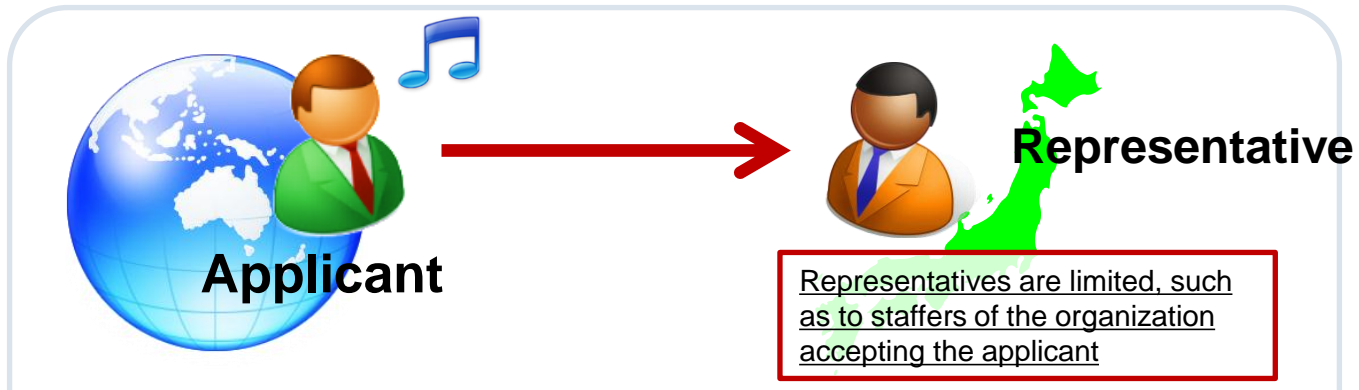 Representative
Applicant
Representatives are limited, such
as to staffers of the organization
accepting the applicant